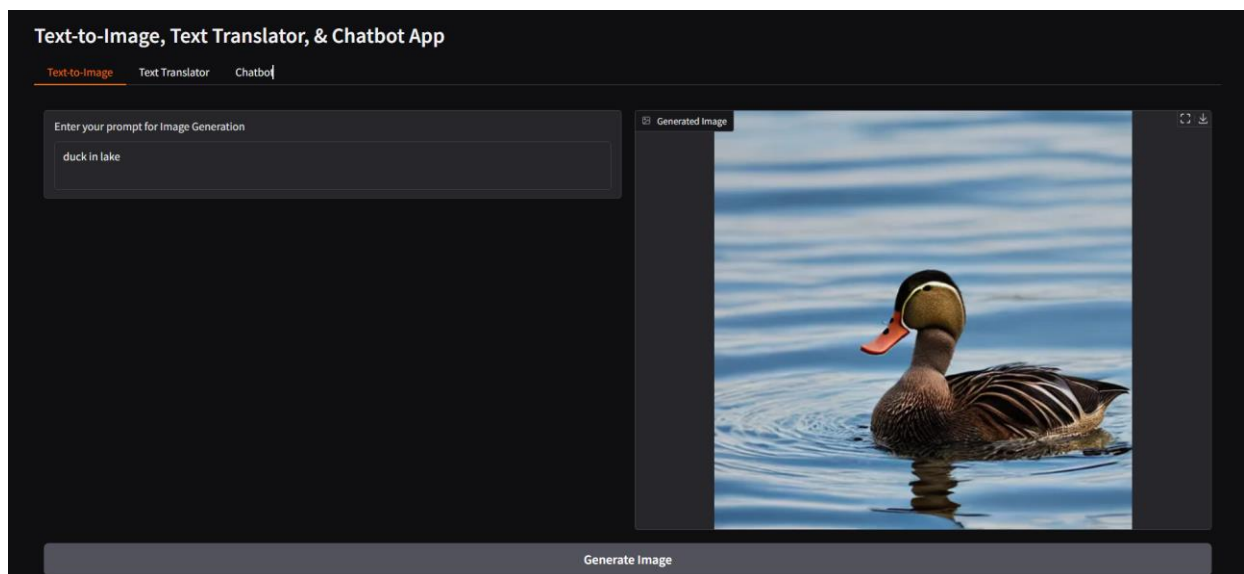 Text-to-Image, Text Translator, & Chatbot App
Text-to-Image Text Translator Chatbot
Enter your prompt for Image Generation
duck in lake
Generated Image
Generate Image